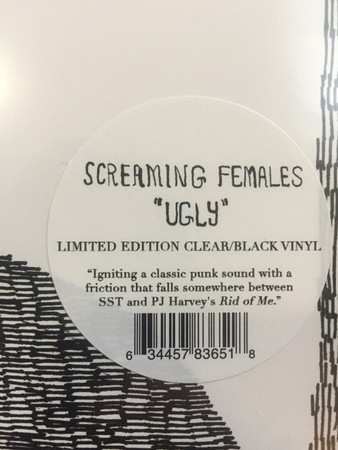 SCREAMING FEMALES
"UGLY"
LIMITED EDITION CLEAR/BLACK VINYL
“Igniting a classic punk sound with a
friction that falls somewhere between
SST and PJ Harvey's Rid of Me.”
6 34457 83651 8